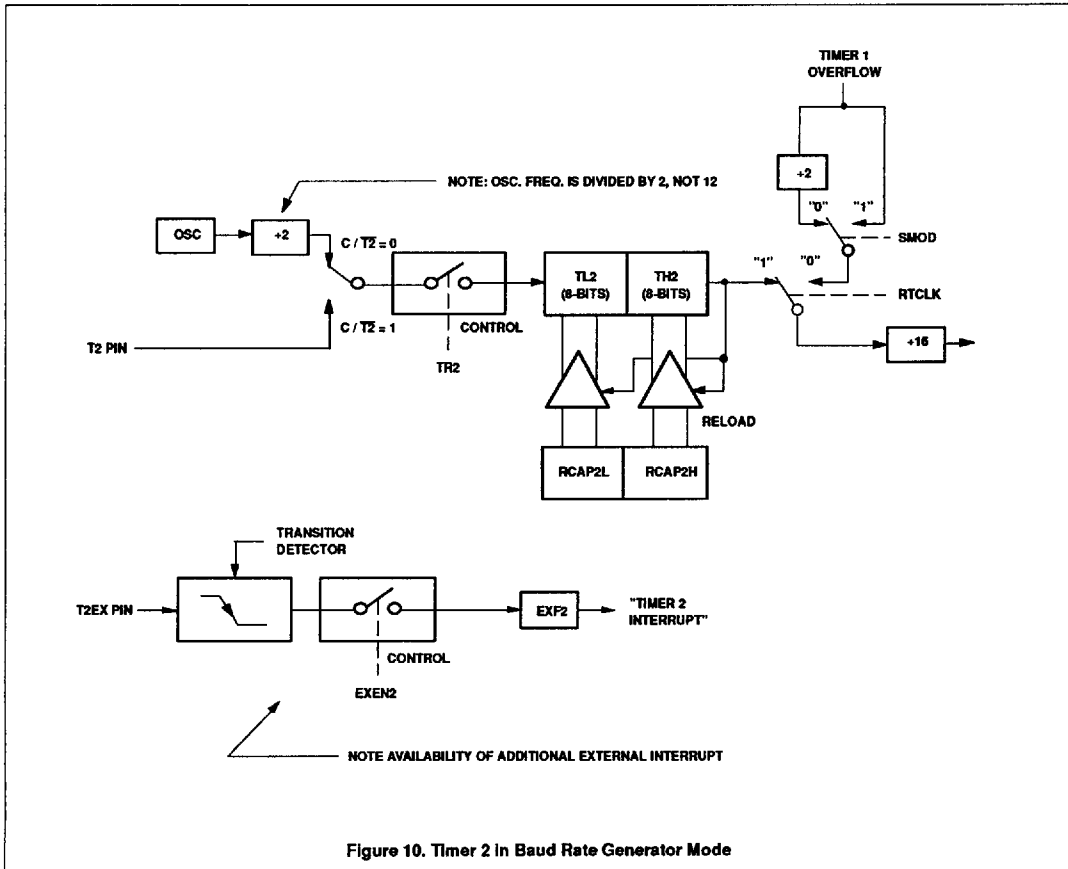 TIMER 1
OVERFLOW
÷2
"0"
"1"
SMOD
NOTE: OSC. FREQ. IS DIVIDED BY 2, NOT 12
OSC
÷2
C / T2 = 0
C / T2 = 1
T2 PIN
CONTROL
TR2
TL2
(8-BITS)
TH2
(8-BITS)
"1"
"0"
RTCLK
÷16
RELOAD
RCAP2L
RCAP2H
TRANSITION
DETECTOR
T2EX PIN
CONTROL
EXEN2
EXF2
"TIMER 2
INTERRUPT"
NOTE AVAILABILITY OF ADDITIONAL EXTERNAL INTERRUPT
Figure 10. Timer 2 in Baud Rate Generator Mode